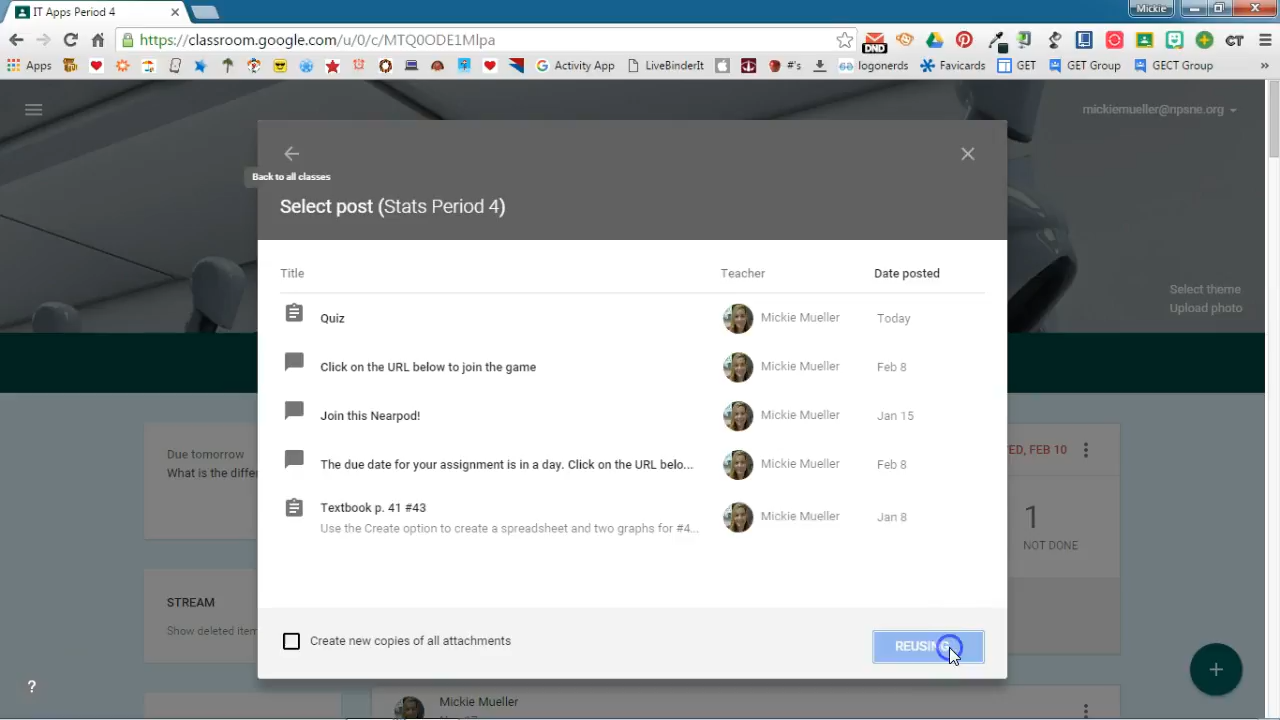 IT Apps Period 4
Mickie
https://classroom.google.com/u/0/c/MTQ0ODE1Mlpa
DND
CT
Apps
Activity App
LiveBinderIt
#'s
logonerds
Favicards
GET
GET Group
GECT Group
mickiemueller@npsne.org
Back to all classes
Select post (Stats Period 4)
Title Teacher Date posted
Quiz Mickie Mueller Today
Click on the URL below to join the game Mickie Mueller Feb 8
Join this Nearpod! Mickie Mueller Jan 15
The due date for your assignment is in a day. Click on the URL belo... Mickie Mueller Feb 8
Textbook p. 41 #43 Mickie Mueller Jan 8
Use the Create option to create a spreadsheet and two graphs for #4...
Create new copies of all attachments
REUSING
Select theme
Upload photo
Due tomorrow
What is the differ
ED, FEB 10
1
NOT DONE
STREAM
Show deleted iter
Mickie Mueller
?